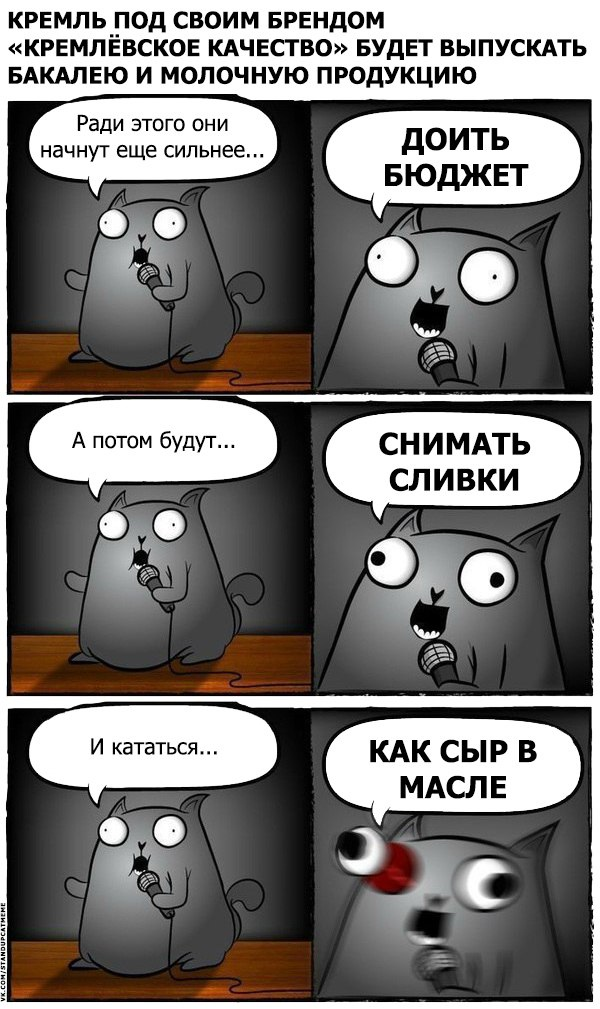 КРЕМЛЬ ПОД СВОИМ БРЕНДОМ
«КРЕМЛЁВСКОЕ КАЧЕСТВО» БУДЕТ ВЫПУСКАТЬ
БАКАЛЕЮ И МОЛОЧНУЮ ПРОДУКЦИЮ
Ради этого они
начнут еще сильнее...
ДОИТЬ
БЮДЖЕТ
А потом будут...
СНИМАТЬ
СЛИВКИ
И кататься...
КАК СЫР В
МАСЛЕ
VK.COM/STANDUPCATMEME